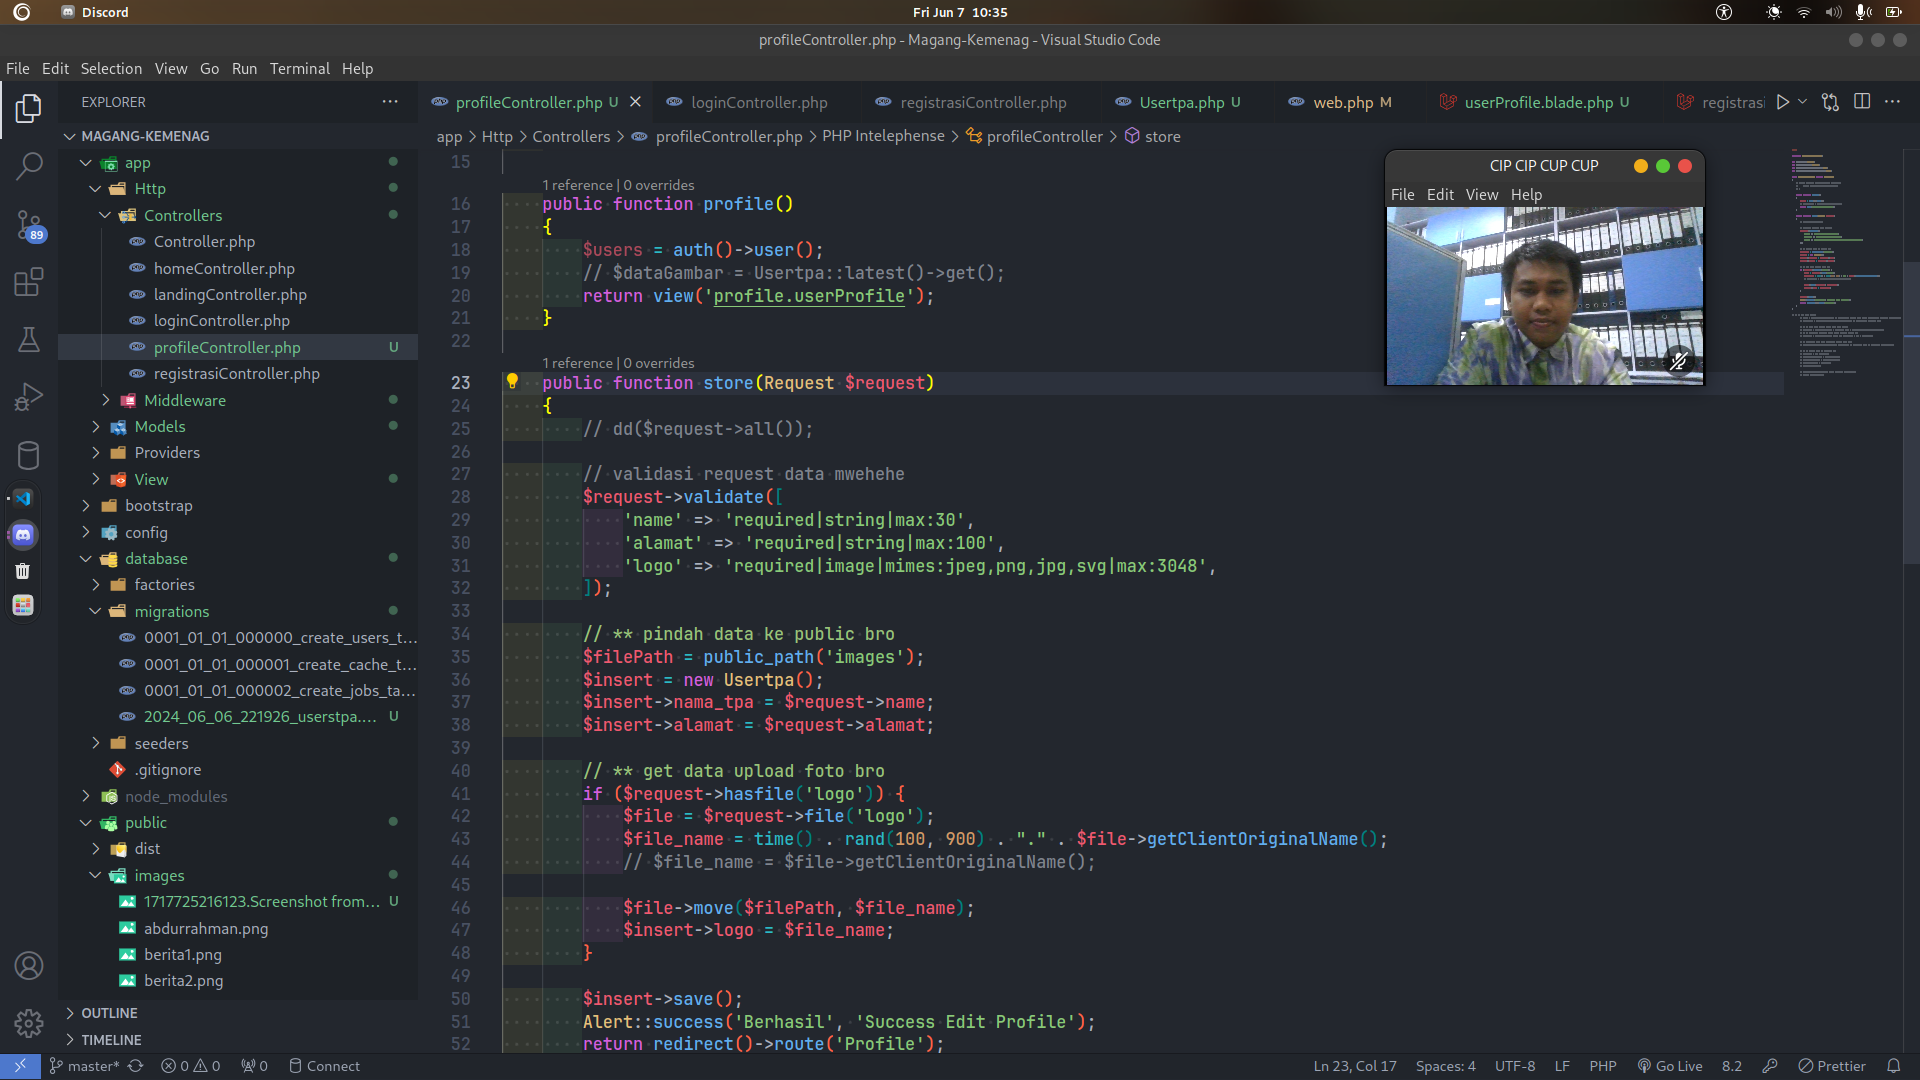 Discord
Fri Jun 7 10:35
profileController.php - Magang-Kemenag - Visual Studio Code
File Edit Selection View Go Run Terminal Help
EXPLORER
profileController.php U
loginController.php
registrasiController.php
Usertpa.php U
web.php M
userProfile.blade.php U
registrasi
MAGANG-KEMENAG
app > Http > Controllers > profileController.php > PHP Intelephense > profileController > store
app
Http
Controllers
Controller.php
homeController.php
landingController.php
loginController.php
profileController.php U
registrasiController.php
Middleware
Models
Providers
View
bootstrap
config
database
factories
migrations
0001_01_01_000000_create_users_t...
0001_01_01_000001_create_cache_t...
0001_01_01_000002_create_jobs_ta...
2024_06_06_221926_userstpa.... U
seeders
.gitignore
node_modules
public
dist
images
1717725216123.Screenshot from... U
abdurrahman.png
berita1.png
berita2.png
OUTLINE
TIMELINE
89
15
1 reference | 0 overrides
16 public function profile()
17 {
18 $users = auth()->user();
19 // $dataGambar = Usertpa::latest()->get();
20 return view('profile.userProfile');
21 }
22
1 reference | 0 overrides
23 public function store(Request $request)
24 {
25 // dd($request->all());
26
27 // validasi request data mwehehe
28 $request->validate([
29 'name' => 'required|string|max:30',
30 'alamat' => 'required|string|max:100',
31 'logo' => 'required|image|mimes:jpeg,png,jpg,svg|max:3048',
32 ]);
33
34 // ** pindah data ke public bro
35 $filePath = public_path('images');
36 $insert = new Usertpa();
37 $insert->nama_tpa = $request->name;
38 $insert->alamat = $request->alamat;
39
40 // ** get data upload foto bro
41 if ($request->hasfile('logo')) {
42 $file = $request->file('logo');
43 $file_name = time() . rand(100, 900) . "." . $file->getClientOriginalName();
44 // $file_name = $file->getClientOriginalName();
45
46 $file->move($filePath, $file_name);
47 $insert->logo = $file_name;
48 }
49
50 $insert->save();
51 Alert::success('Berhasil', 'Success Edit Profile');
52 return redirect()->route('Profile');
CIP CIP CUP CUP
File Edit View Help
master* 0 0 0 Connect
Ln 23, Col 17 Spaces: 4 UTF-8 LF PHP Go Live 8.2 Prettier